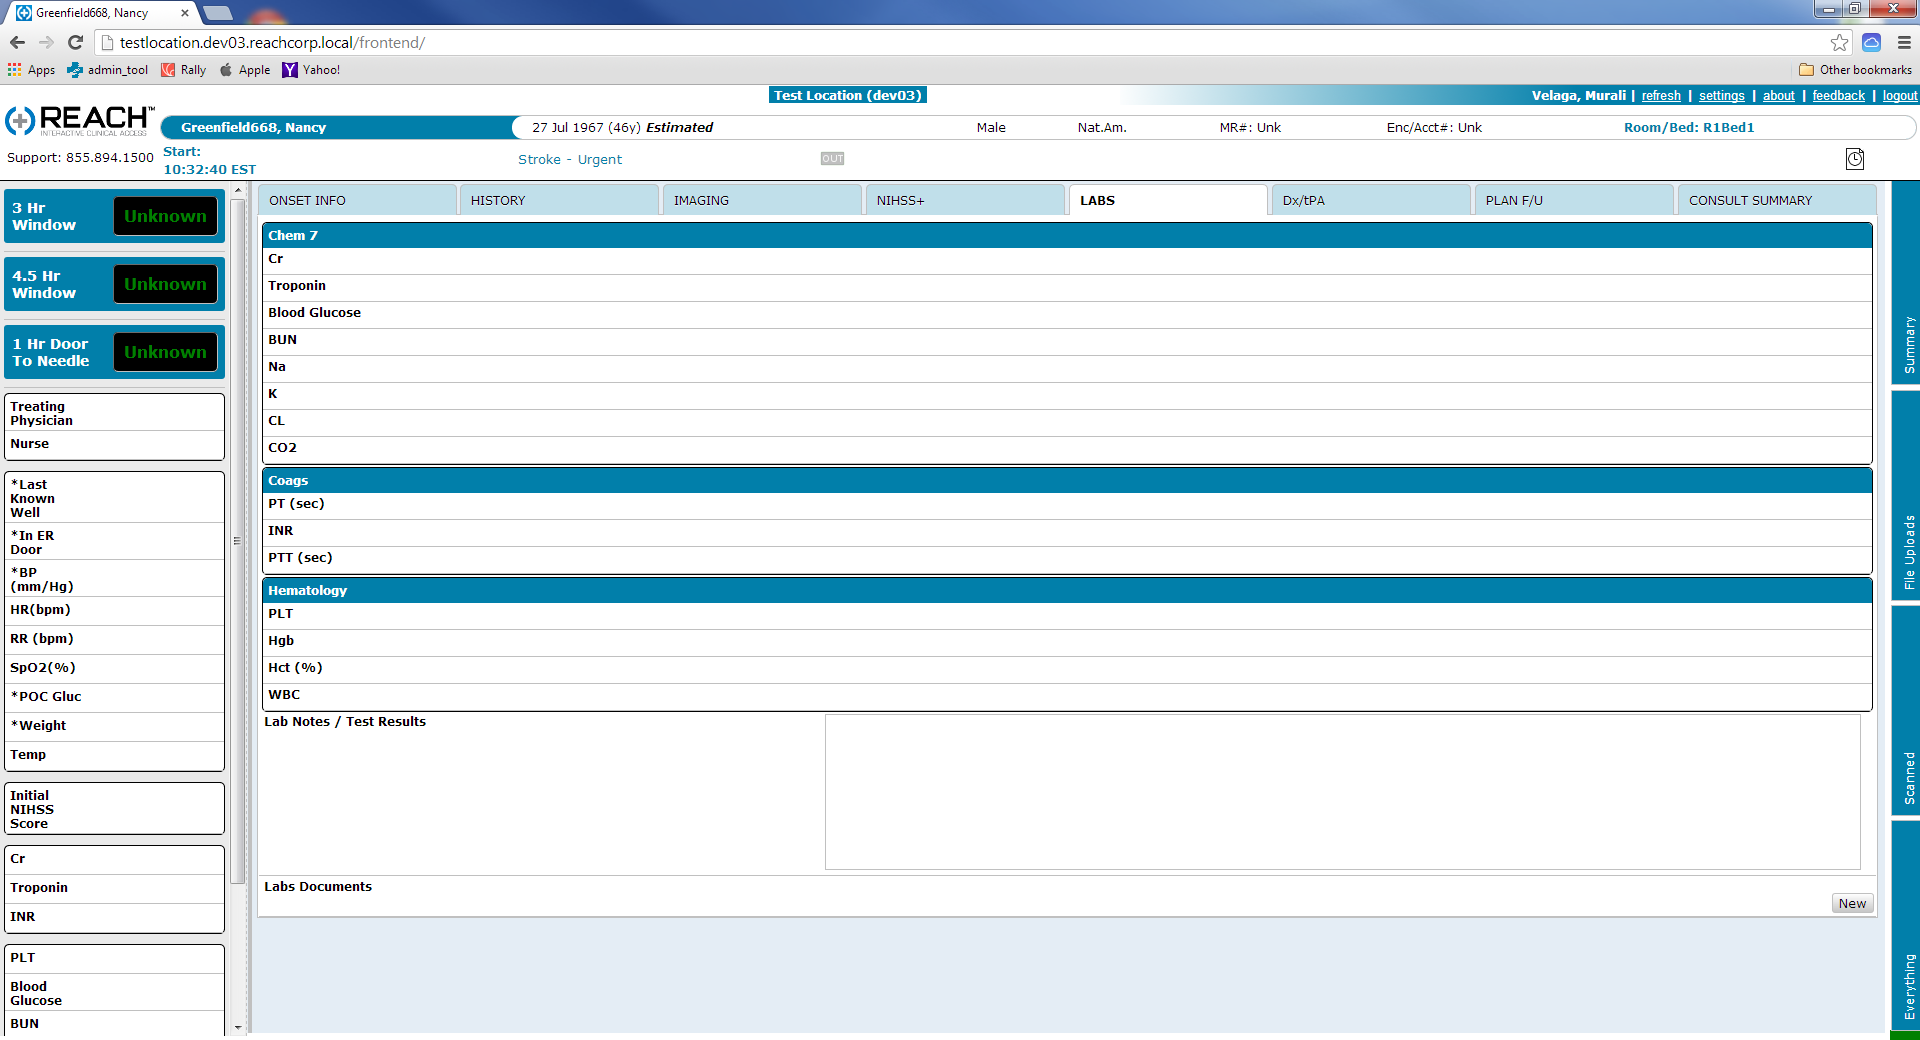 Greenfield668, Nancy
testlocation.dev03.reachcorp.local/frontend/
Apps admin_tool Rally Apple Yahoo! Other bookmarks
Test Location (dev03)
Velaga, Murali | refresh | settings | about | feedback | logout
REACH™
INTERACTIVE CLINICAL ACCESS
Greenfield668, Nancy 27 Jul 1967 (46y) Estimated Male Nat.Am. MR#: Unk Enc/Acct#: Unk Room/Bed: R1Bed1
Support: 855.894.1500
Start:
10:32:40 EST
Stroke - Urgent
OUT
3 Hr
Window
Unknown
4.5 Hr
Window
Unknown
1 Hr Door
To Needle
Unknown
Treating
Physician
Nurse
*Last
Known
Well
*In ER
Door
*BP
(mm/Hg)
HR(bpm)
RR (bpm)
SpO2(%)
*POC Gluc
*Weight
Temp
Initial
NIHSS
Score
Cr
Troponin
INR
PLT
Blood
Glucose
BUN
ONSET INFO HISTORY IMAGING NIHSS+ LABS Dx/tPA PLAN F/U CONSULT SUMMARY
Chem 7
Cr
Troponin
Blood Glucose
BUN
Na
K
CL
CO2
Coags
PT (sec)
INR
PTT (sec)
Hematology
PLT
Hgb
Hct (%)
WBC
Lab Notes / Test Results
Labs Documents
New
Summary
File Uploads
Scanned
Everything